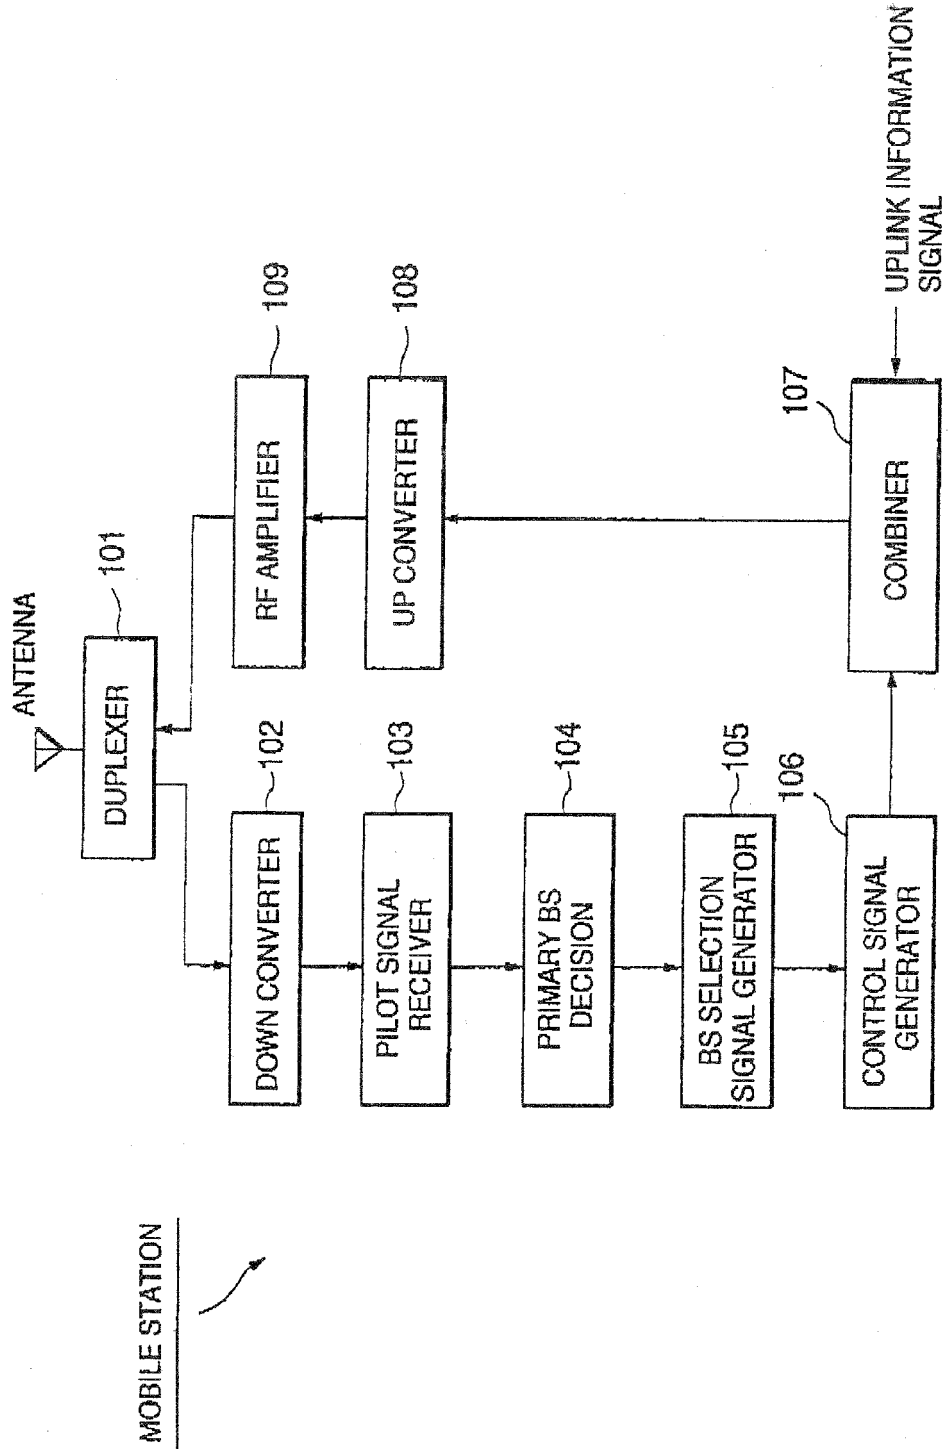 MOBILE STATION
ANTENNA
DUPLEXER
101
DOWN CONVERTER
102
PILOT SIGNAL
RECEIVER
103
PRIMARY BS
DECISION
104
BS SELECTION
SIGNAL GENERATOR
105
CONTROL SIGNAL
GENERATOR
106
RF AMPLIFIER
109
UP CONVERTER
108
COMBINER
107
UPLINK INFORMATION
SIGNAL